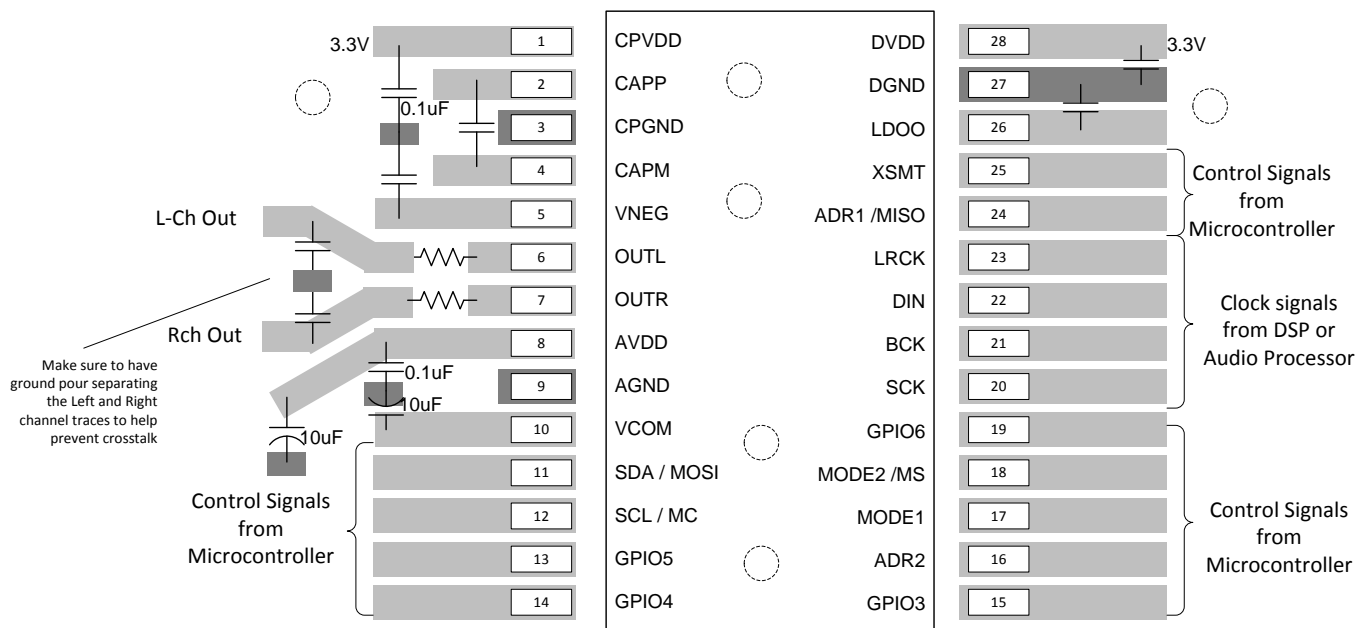 3.3V
1
CPVDD
DVDD
28
3.3V
2
CAPP
DGND
27
0.1uF
3
CPGND
LDOO
26
4
CAPM
XSMT
25
Control Signals
from
Microcontroller
5
VNEG
ADR1 /MISO
24
L-Ch Out
6
OUTL
LRCK
23
7
OUTR
DIN
22
Clock signals
from DSP or
Audio Processor
Rch Out
8
AVDD
BCK
21
Make sure to have
ground pour separating
the Left and Right
channel traces to help
prevent crosstalk
0.1uF
9
AGND
SCK
20
10uF
10uF
10
VCOM
GPIO6
19
11
SDA / MOSI
MODE2 /MS
18
Control Signals
from
Microcontroller
12
SCL / MC
MODE1
17
Control Signals
from
Microcontroller
13
GPIO5
ADR2
16
14
GPIO4
GPIO3
15